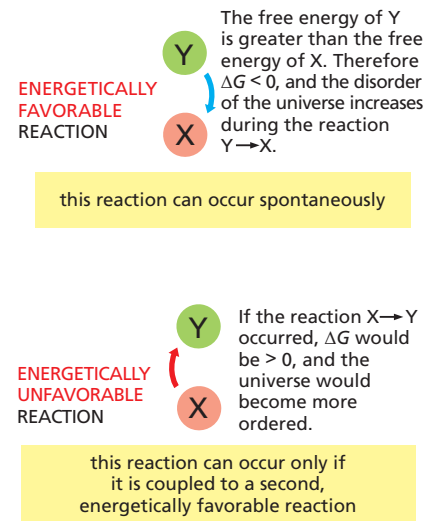 The free energy of Y
is greater than the free
energy of X. Therefore
ΔG < 0, and the disorder
of the universe increases
during the reaction
Y→X.
Y
X
ENERGETICALLY
FAVORABLE
REACTION
this reaction can occur spontaneously
Y
X
If the reaction X→Y
occurred, ΔG would
be > 0, and the
universe would
become more
ordered.
ENERGETICALLY
UNFAVORABLE
REACTION
this reaction can occur only if
it is coupled to a second,
energetically favorable reaction